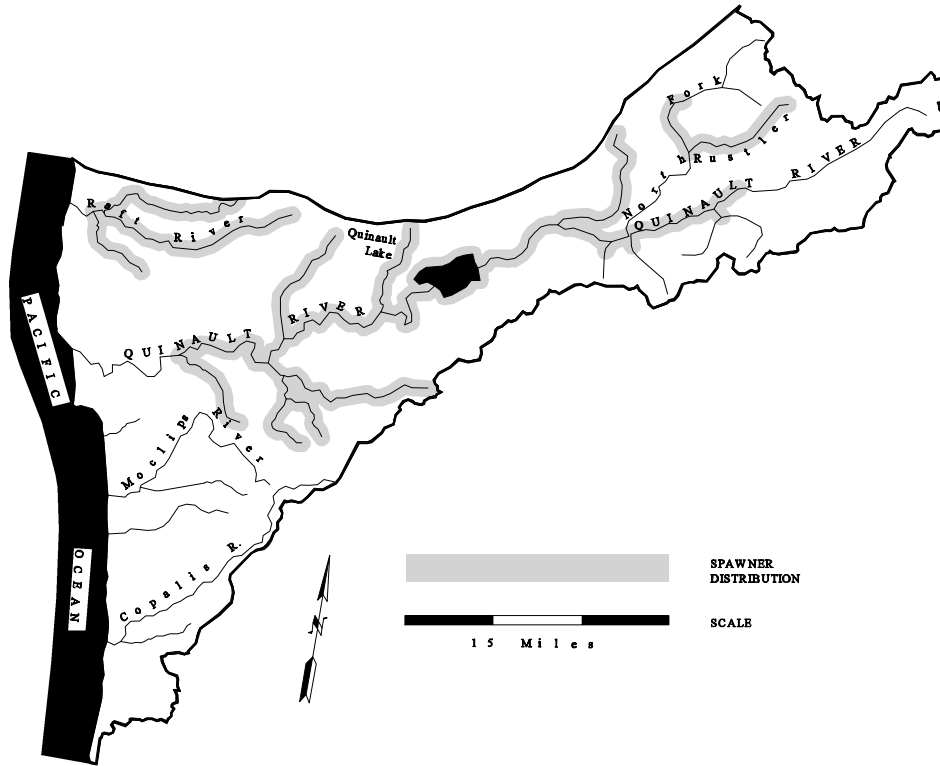 Fork
North
Rustler
QUINAULT RIVER
Raft River
Quinault
Lake
QUINAULT RIVER
PACIFIC
Moclips River
OCEAN
Copalis R.
SPAWNER
DISTRIBUTION
SCALE
15 Miles